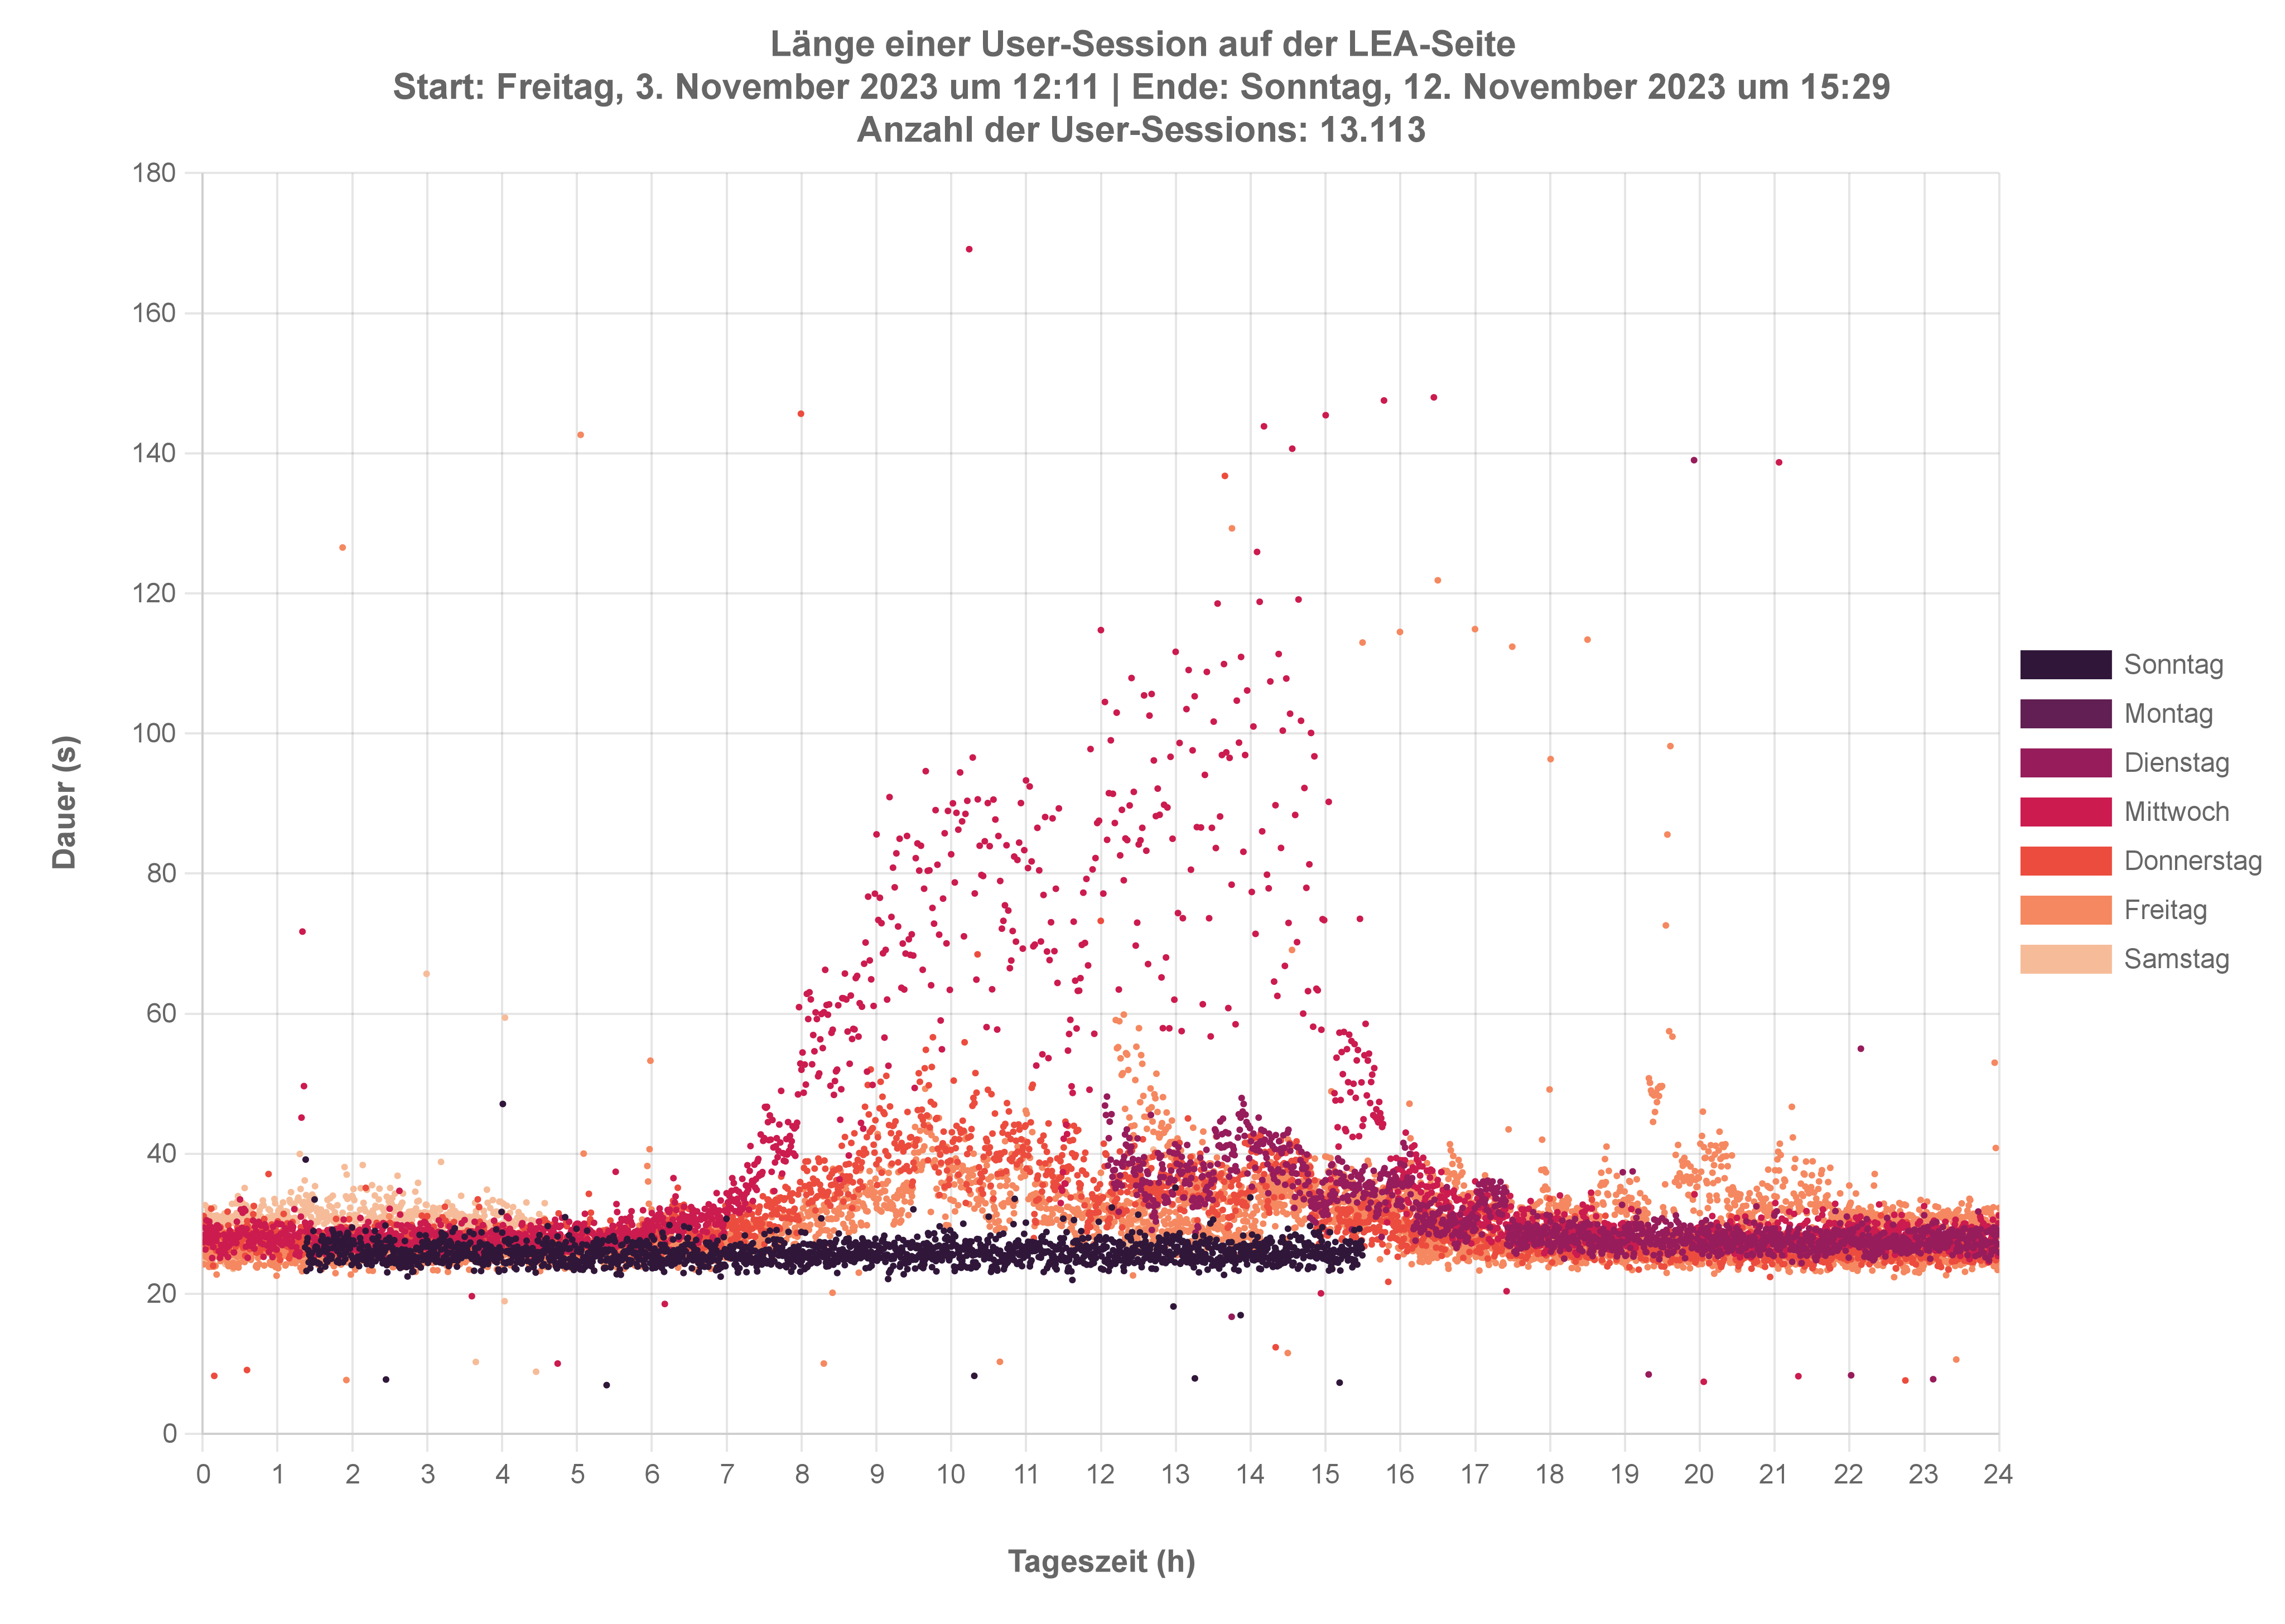 Länge einer User-Session auf der LEA-Seite
Start: Freitag, 3. November 2023 um 12:11 | Ende: Sonntag, 12. November 2023 um 15:29
Anzahl der User-Sessions: 13.113
180
160
140
120
100
80
60
40
20
0
Dauer (s)
0 1 2 3 4 5 6 7 8 9 10 11 12 13 14 15 16 17 18 19 20 21 22 23 24
Tageszeit (h)
Sonntag
Montag
Dienstag
Mittwoch
Donnerstag
Freitag
Samstag